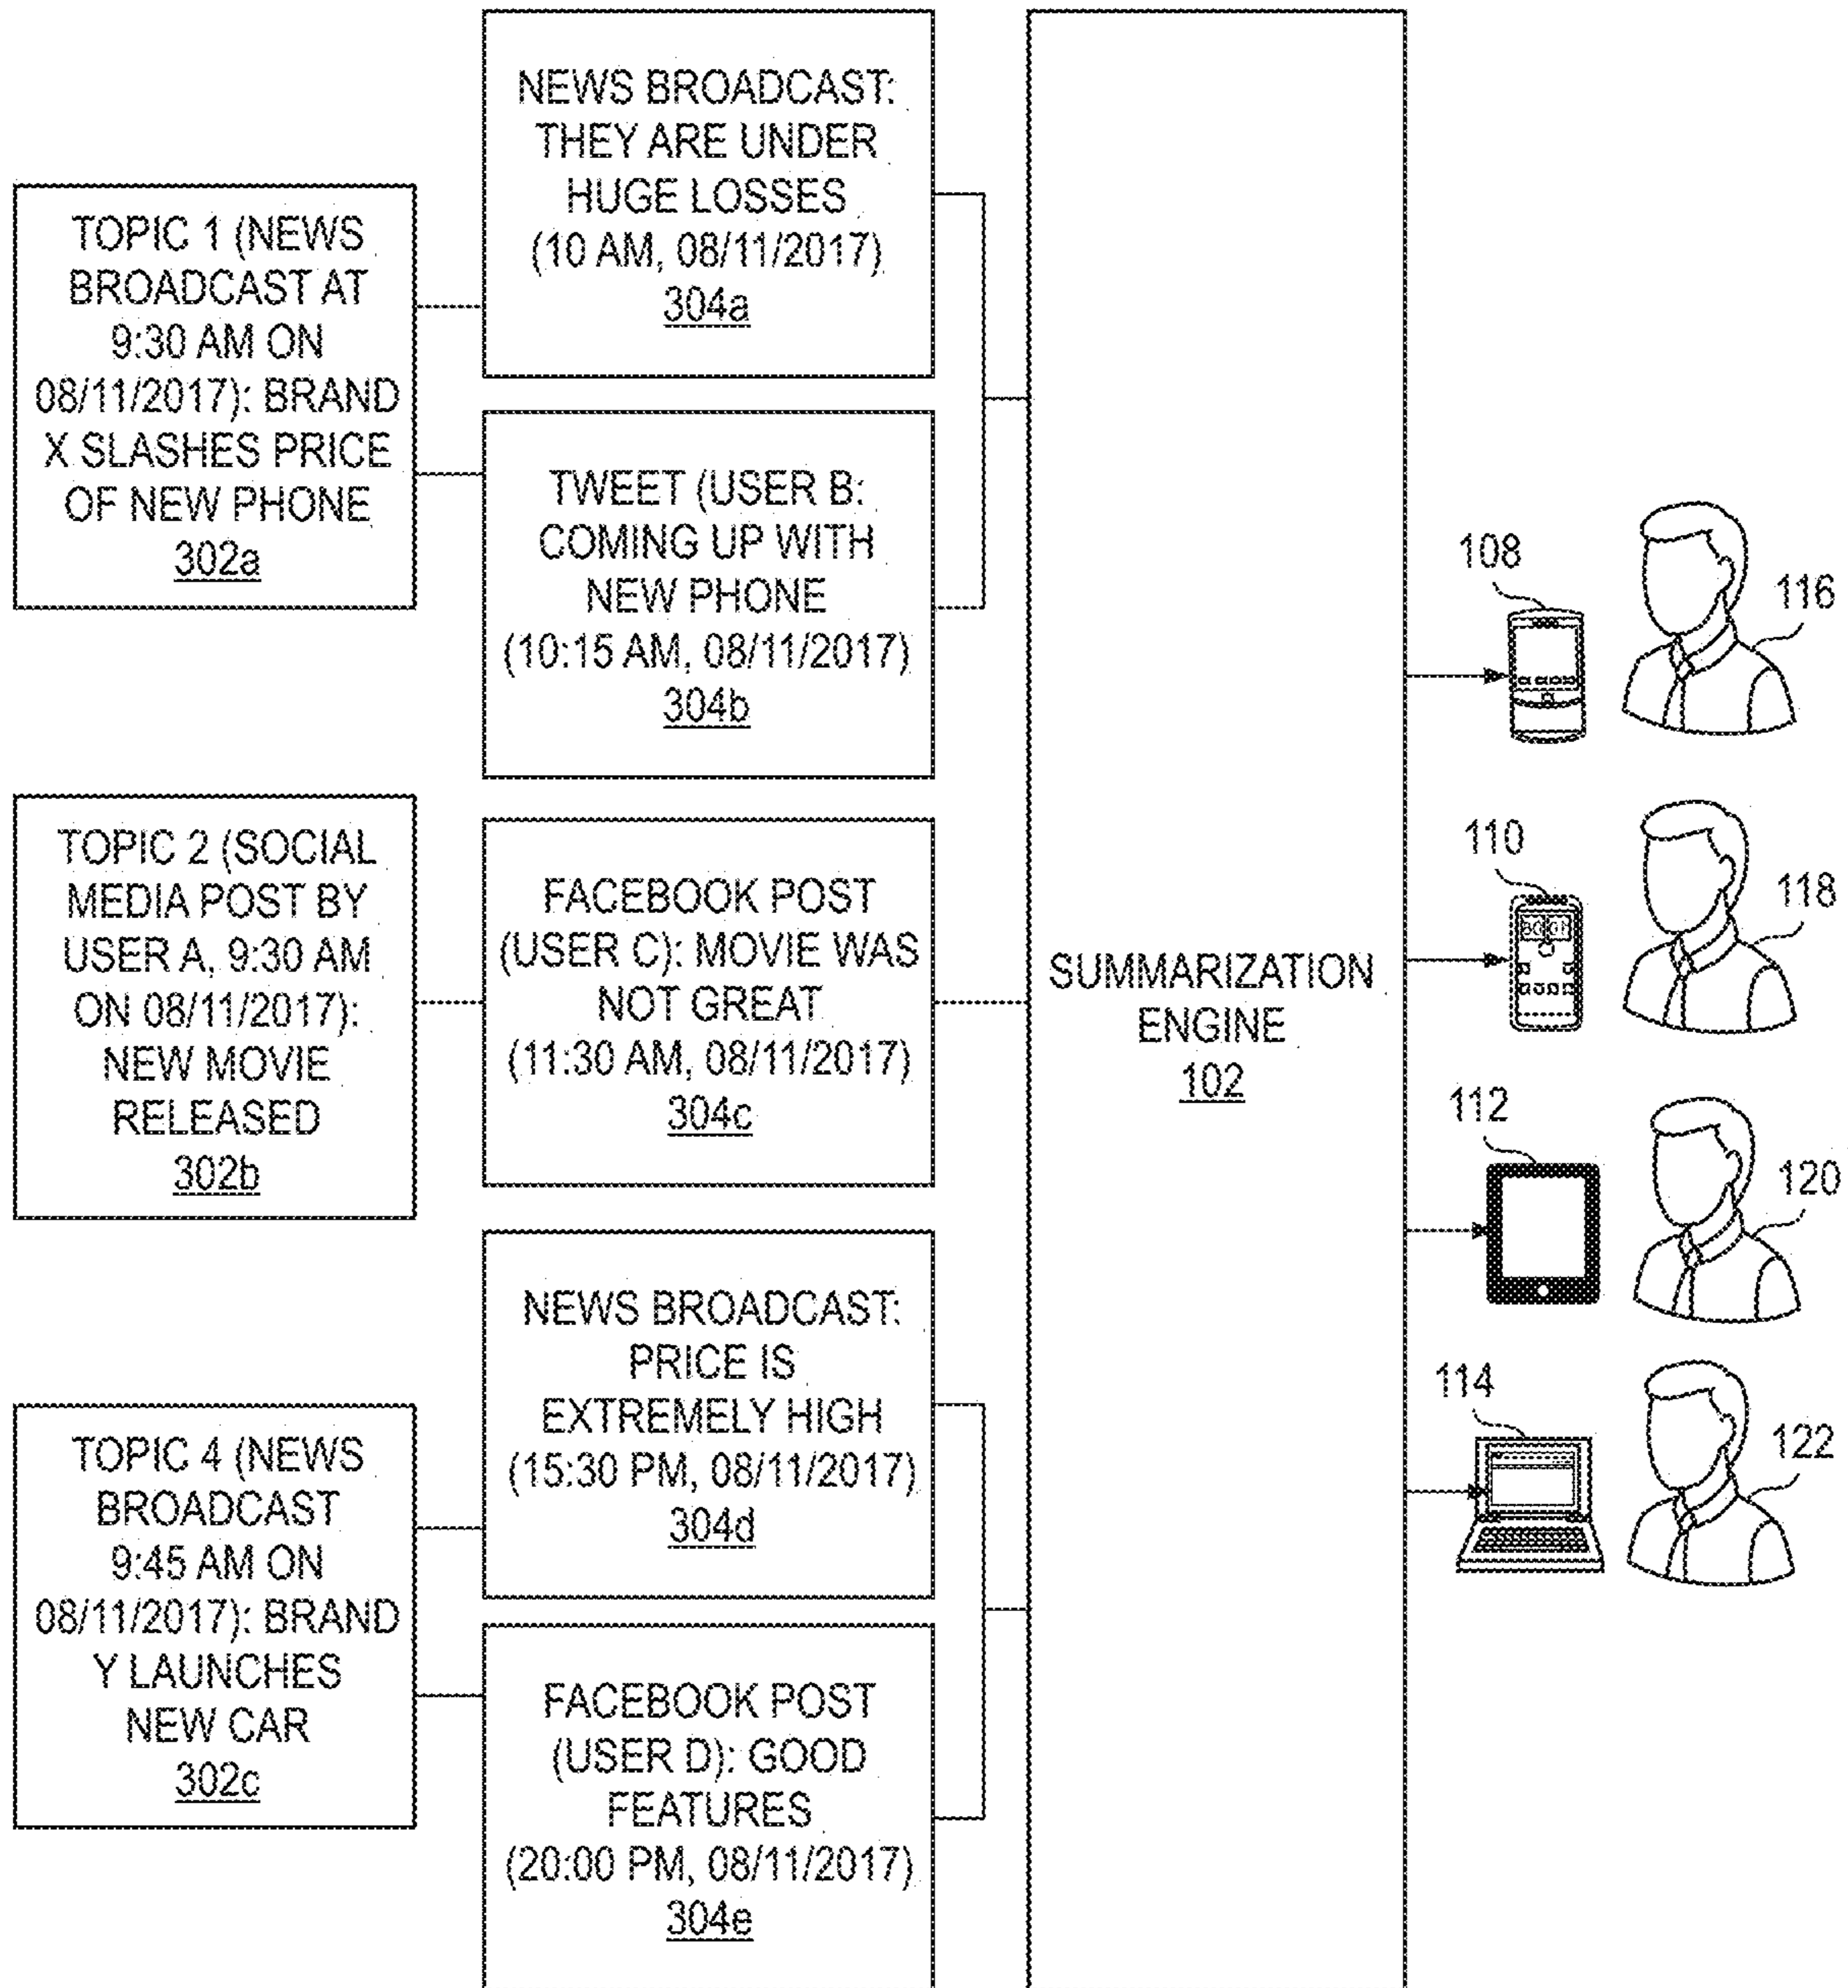 TOPIC 1 (NEWS
BROADCAST AT
9:30 AM ON
08/11/2017): BRAND
X SLASHES PRICE
OF NEW PHONE
302a
NEWS BROADCAST:
THEY ARE UNDER
HUGE LOSSES
(10 AM, 08/11/2017)
304a
TWEET (USER B:
COMING UP WITH
NEW PHONE
(10:15 AM, 08/11/2017)
304b
TOPIC 2 (SOCIAL
MEDIA POST BY
USER A, 9:30 AM
ON 08/11/2017):
NEW MOVIE
RELEASED
302b
FACEBOOK POST
(USER C): MOVIE WAS
NOT GREAT
(11:30 AM, 08/11/2017)
304c
TOPIC 4 (NEWS
BROADCAST
9:45 AM ON
08/11/2017): BRAND
Y LAUNCHES
NEW CAR
302c
NEWS BROADCAST:
PRICE IS
EXTREMELY HIGH
(15:30 PM, 08/11/2017)
304d
FACEBOOK POST
(USER D): GOOD
FEATURES
(20:00 PM, 08/11/2017)
304e
SUMMARIZATION
ENGINE
102
108
116
110
118
112
120
114
122